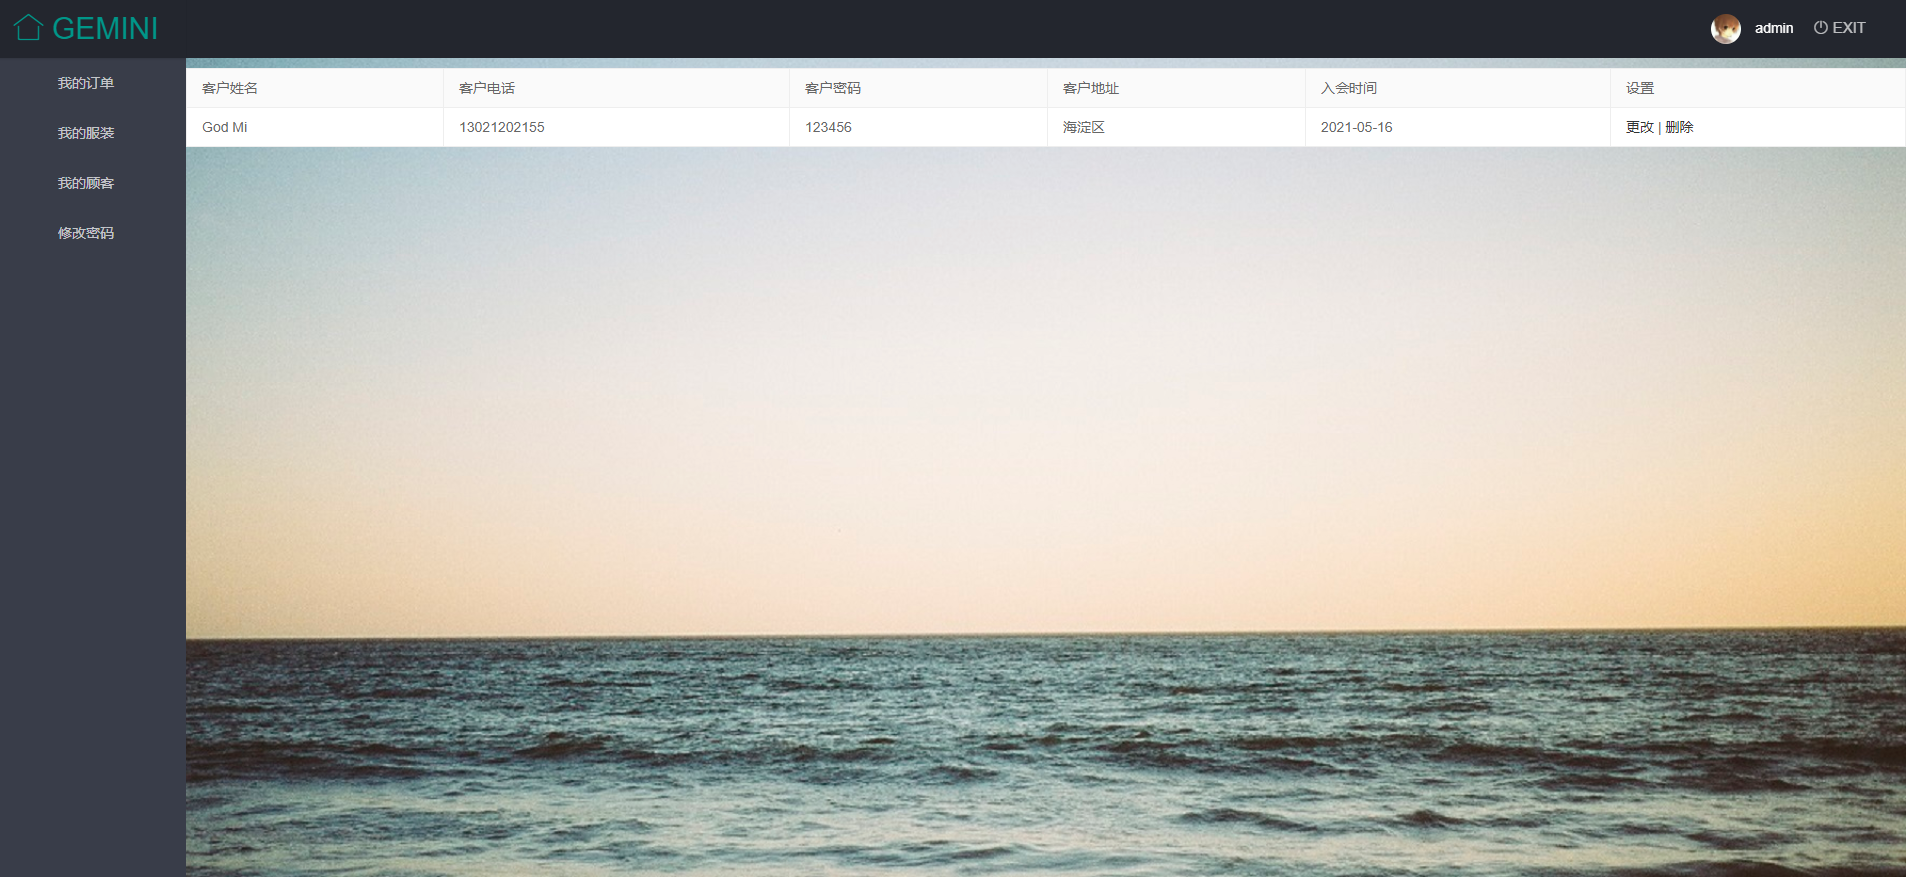 GEMINI
admin
EXIT
我的订单
我的服装
我的顾客
修改密码
客户姓名 客户电话 客户密码 客户地址 入会时间 设置
God Mi 13021202155 123456 海淀区 2021-05-16 更改 | 删除